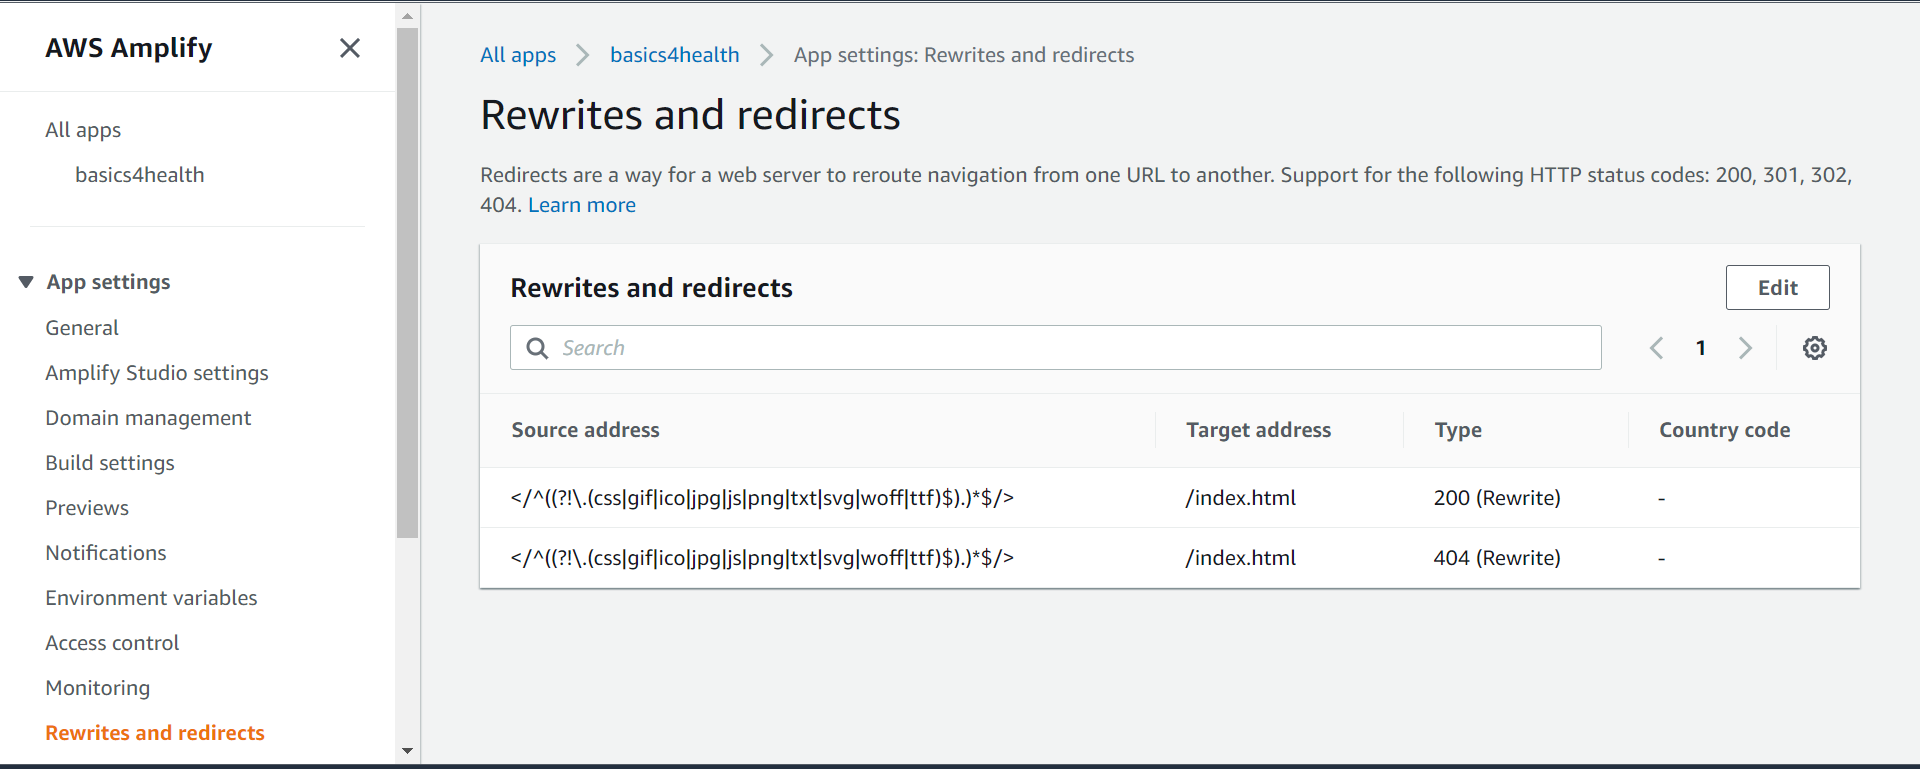 AWS Amplify
All apps
basics4health
App settings
General
Amplify Studio settings
Domain management
Build settings
Previews
Notifications
Environment variables
Access control
Monitoring
Rewrites and redirects
All apps basics4health App settings: Rewrites and redirects
Rewrites and redirects
Redirects are a way for a web server to reroute navigation from one URL to another. Support for the following HTTP status codes: 200, 301, 302,
404. Learn more
Rewrites and redirects Edit
Search 1
Source address Target address Type Country code
</^((?!\.(css|gif|ico|jpg|js|png|txt|svg|woff|ttf)$).)*$/> /index.html 200 (Rewrite) -
</^((?!\.(css|gif|ico|jpg|js|png|txt|svg|woff|ttf)$).)*$/> /index.html 404 (Rewrite) -